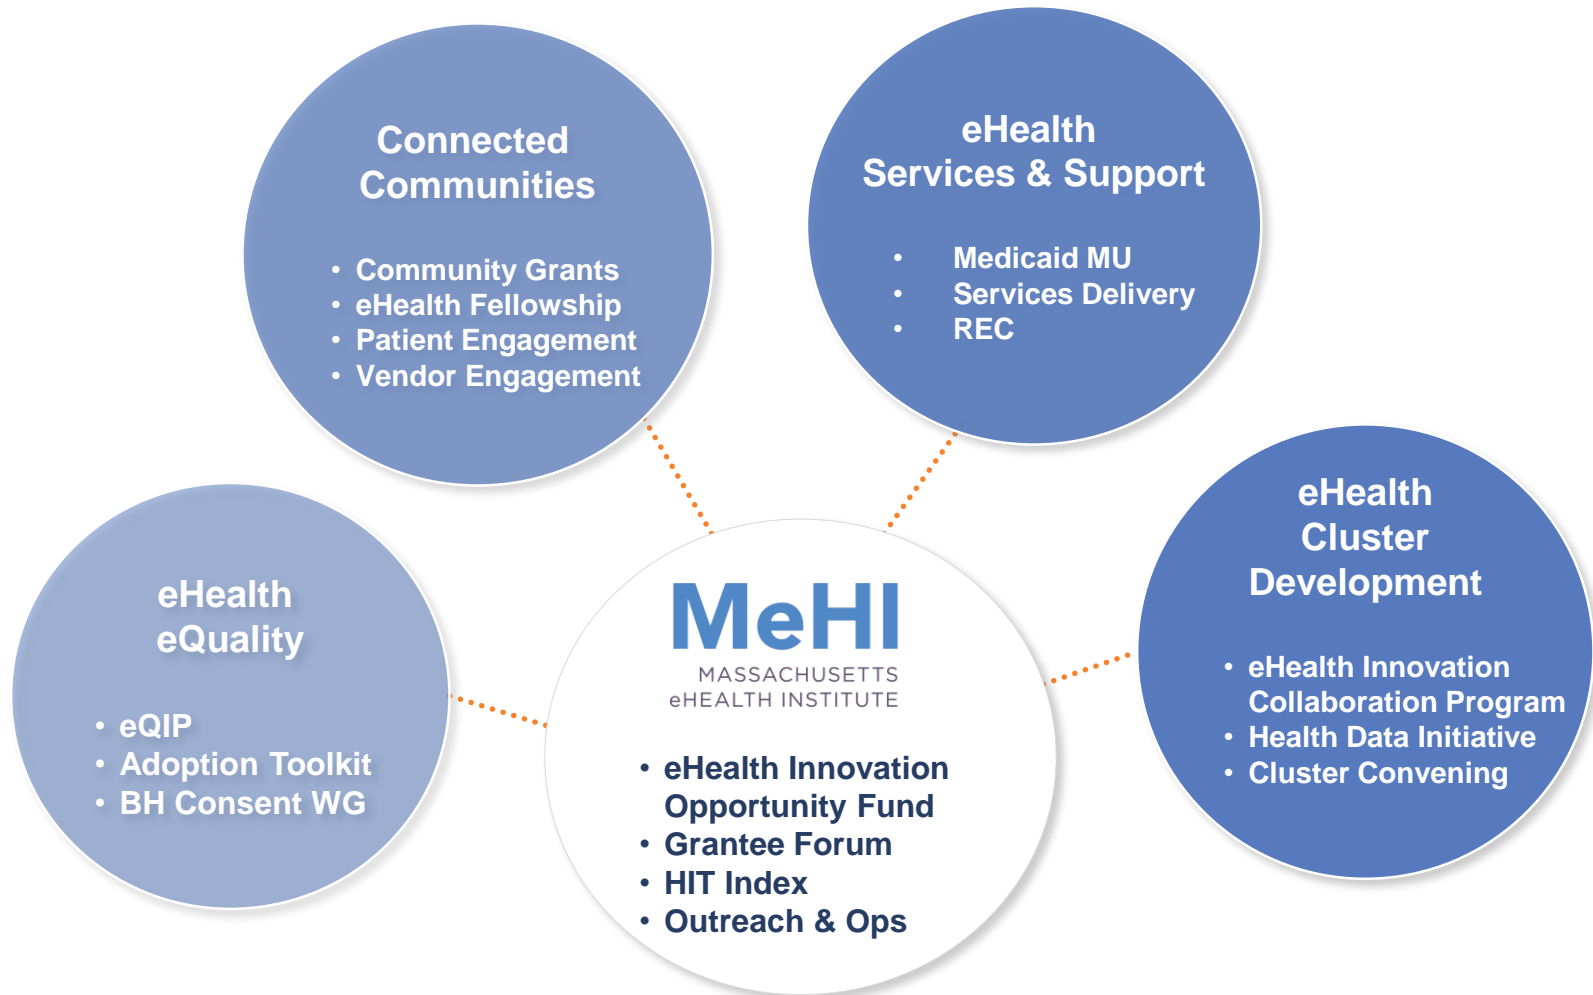 Connected
Communities
• Community Grants
• eHealth Fellowship
• Patient Engagement
• Vendor Engagement
eHealth
Services & Support
• Medicaid MU
• Services Delivery
• REC
eHealth
eQuality
• eQIP
• Adoption Toolkit
• BH Consent WG
MeHI
MASSACHUSETTS
eHEALTH INSTITUTE
• eHealth Innovation
Opportunity Fund
• Grantee Forum
• HIT Index
• Outreach & Ops
eHealth
Cluster
Development
• eHealth Innovation
Collaboration Program
• Health Data Initiative
• Cluster Convening